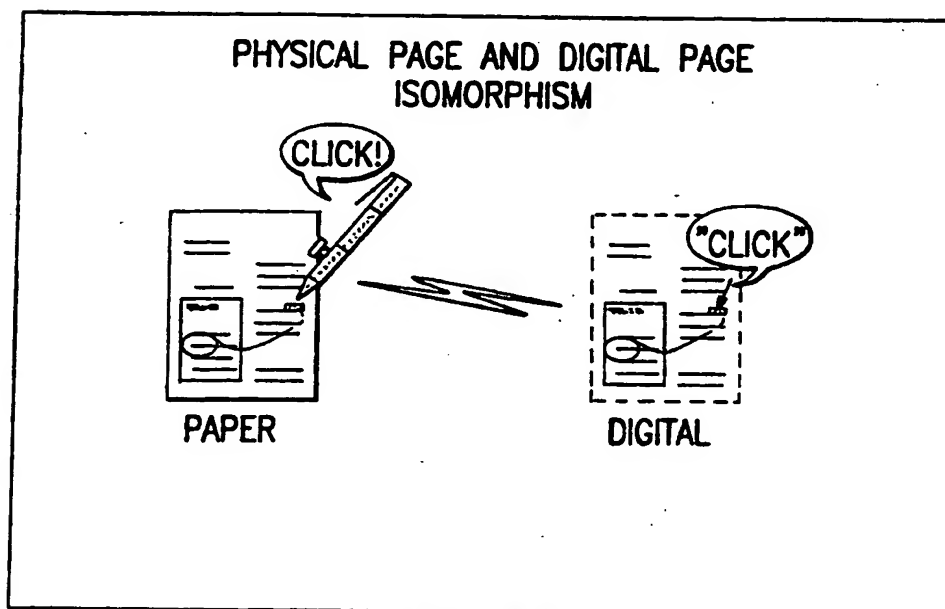 PHYSICAL PAGE AND DIGITAL PAGE
ISOMORPHISM
CLICK!
"CLICK"
PAPER
DIGITAL